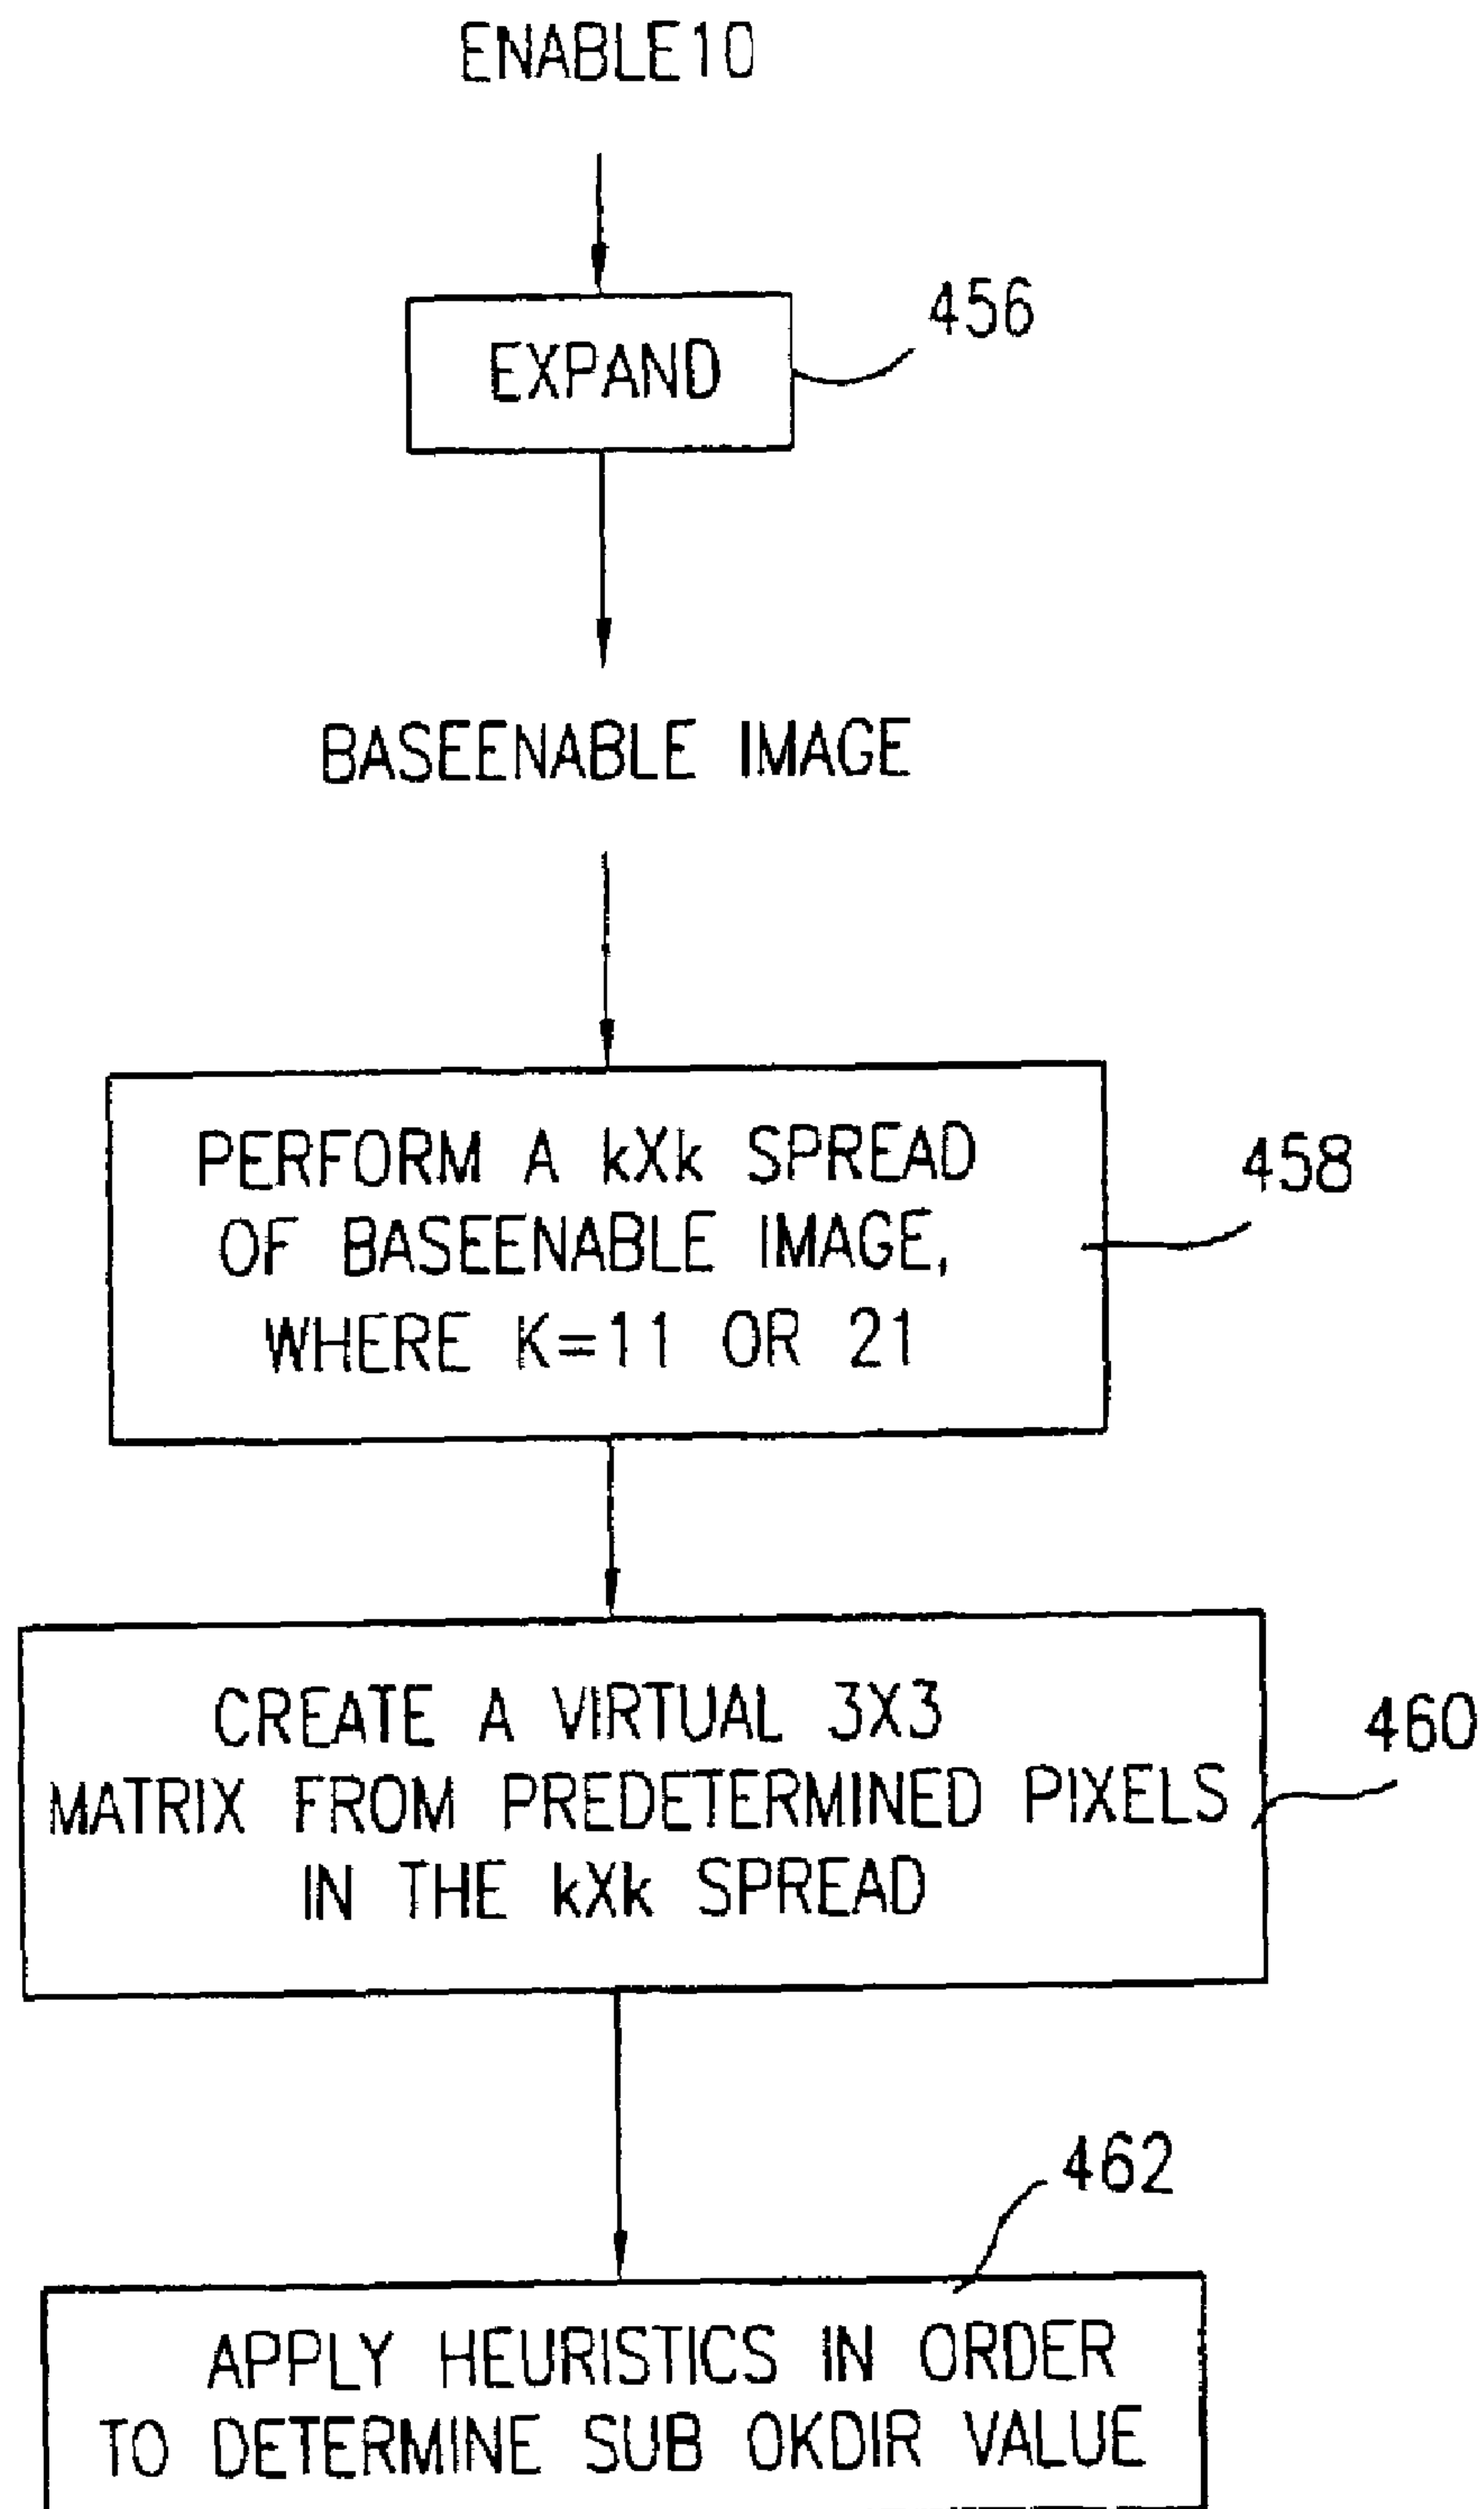 ENABLE10
456
EXPAND
BASEENABLE IMAGE
PERFORM A kXk SPREAD
OF BASEENABLE IMAGE,
WHERE K=11 OR 21
458
CREATE A VIRTUAL 3X3
MATRIX FROM PREDETERMINED PIXELS
IN THE kXk SPREAD
460
462
APPLY HEURISTICS IN ORDER
TO DETERMINE SUB OKDIR VALUE